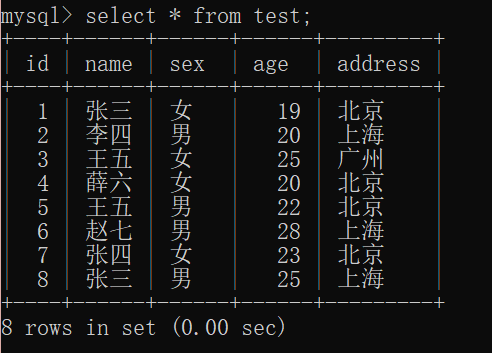 mysql> select * from test;
+----+------+------+------+---------+
| id | name | sex | age | address |
+----+------+------+------+---------+
| 1 | 张三 | 女 | 19 | 北京 |
| 2 | 李四 | 男 | 20 | 上海 |
| 3 | 王五 | 女 | 25 | 广州 |
| 4 | 薛六 | 女 | 20 | 北京 |
| 5 | 王五 | 男 | 22 | 北京 |
| 6 | 赵七 | 男 | 28 | 上海 |
| 7 | 张四 | 女 | 23 | 北京 |
| 8 | 张三 | 男 | 25 | 上海 |
+----+------+------+------+---------+
8 rows in set (0.00 sec)